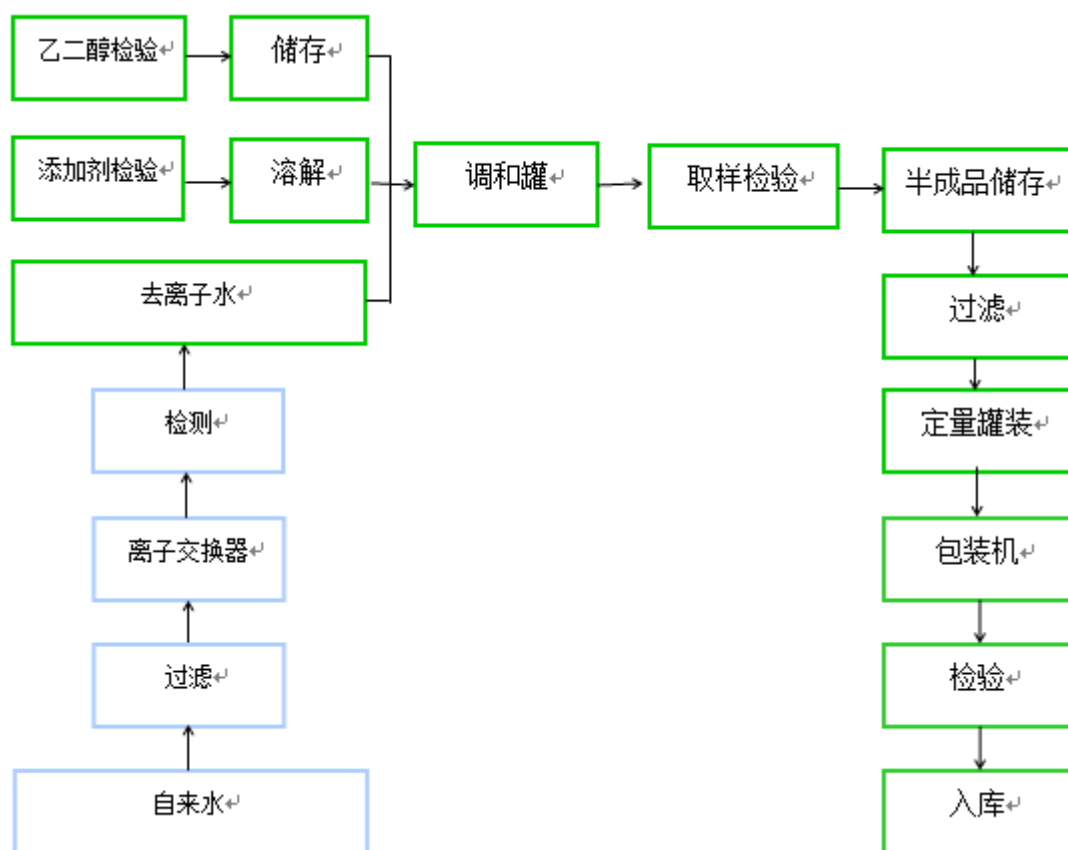 乙二醇检验
储存
添加剂检验
溶解
调和罐
取样检验
半成品储存
去离子水
过滤
检测
定量罐装
离子交换器
包装机
过滤
检验
自来水
入库